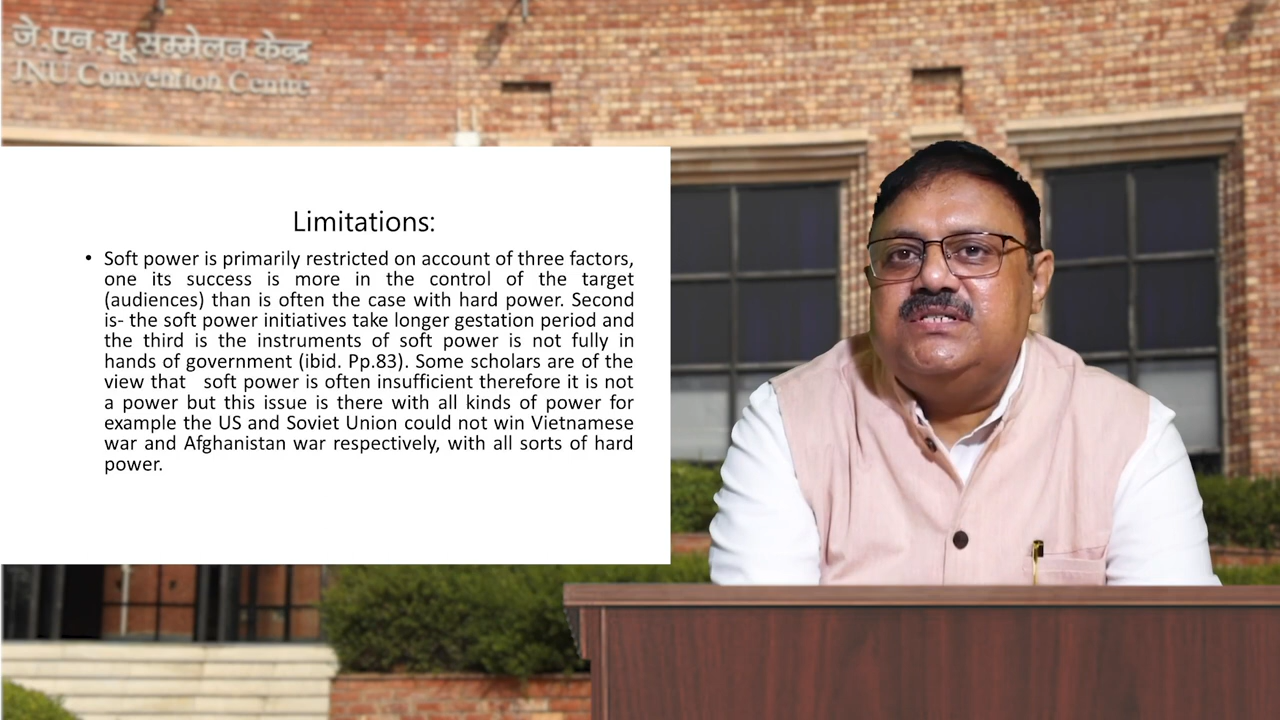 जे.एन.यू.सम्मेलन केन्द्र
JNU Convention Centre
Limitations:
• Soft power is primarily restricted on account of three factors,
one its success is more in the control of the target
(audiences) than is often the case with hard power. Second
is- the soft power initiatives take longer gestation period and
the third is the instruments of soft power is not fully in
hands of government (ibid. Pp.83). Some scholars are of the
view that soft power is often insufficient therefore it is not
a power but this issue is there with all kinds of power for
example the US and Soviet Union could not win Vietnamese
war and Afghanistan war respectively, with all sorts of hard
power.